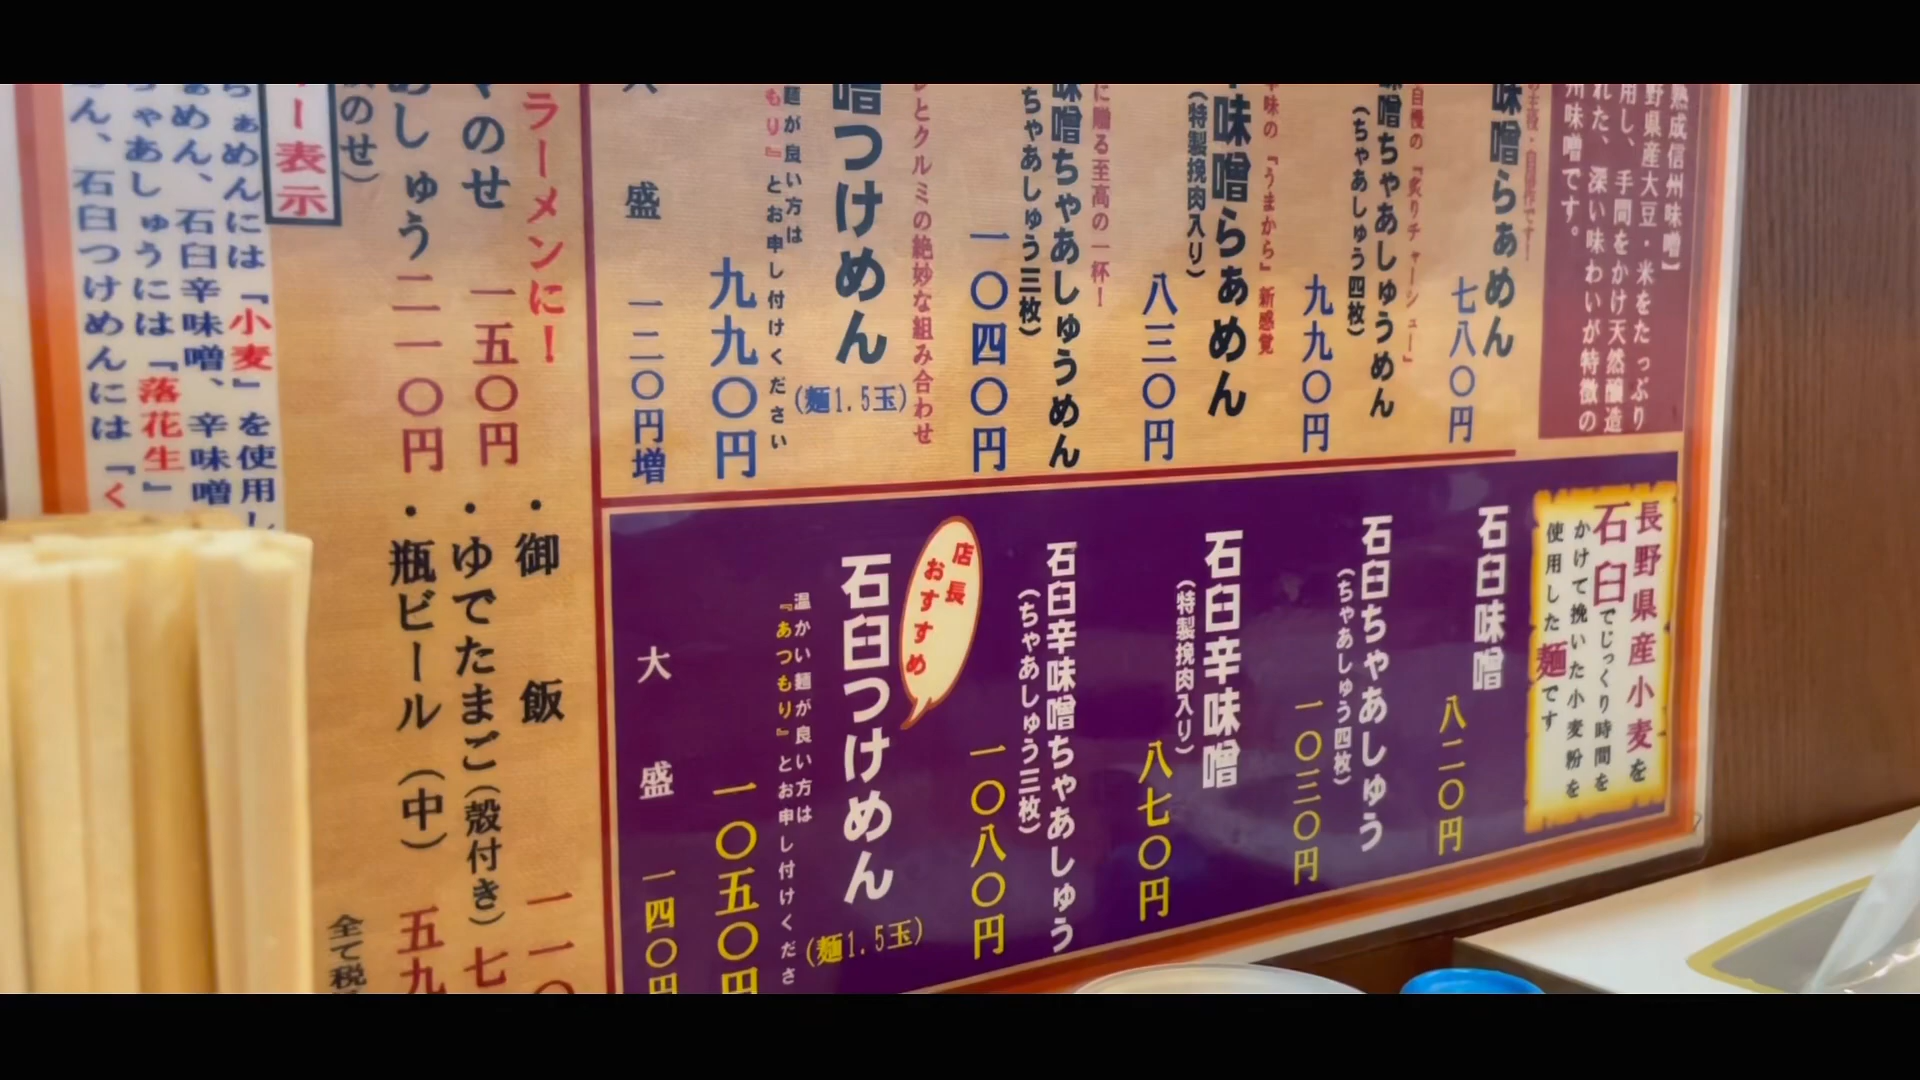 熟成信州味噌】
野県産大豆・米をたっぷり
用し、手間をかけ天然醸造
れた、深い味わいが特徴の
州味噌です。
味噌らぁめん
七八〇円
自慢の『炙りチャーシュー』
味噌ちゃあしゅうめん
(ちゃあしゅう四枚)
九九〇円
辛味の『うまから』新感覚
辛味噌らぁめん
(特製挽肉入り)
八三〇円
に贈る至高の一杯!
味噌ちゃあしゅうめん
(ちゃあしゅう三枚)
一〇四〇円
とクルミの絶妙な組み合わせ
噌つけめん
(麺1.5玉)
麺が良い方は
もり』とお申し付けください
九九〇円
盛
一二〇円増
長野県産小麦を
石臼でじっくり時間を
かけて挽いた小麦粉を
使用した麺です
石臼味噌
八二〇円
石臼ちゃあしゅう
(ちゃあしゅう四枚)
一〇三〇円
石臼辛味噌
(特製挽肉入り)
八七〇円
石臼辛味噌ちゃあしゅう
(ちゃあしゅう三枚)
一〇八〇円
店長
おすすめ
石臼つけめん
(麺1.5玉)
温かい麺が良い方は
『あつもり』とお申し付けくださ
一〇五〇円
大盛
一四〇円
ラーメンに!
のせ
一五〇円
しゅう
二一〇円
のせ)
・御飯
一一〇
・ゆでたまご(殻付き)
七
・瓶ビール(中)
五九
全て税
ー表示
らぁめんには『小麦』を使用し
ぁめん、石臼辛味噌、辛味噌
ちゃあしゅうには『落花生』
ん、石臼つけめんには『く